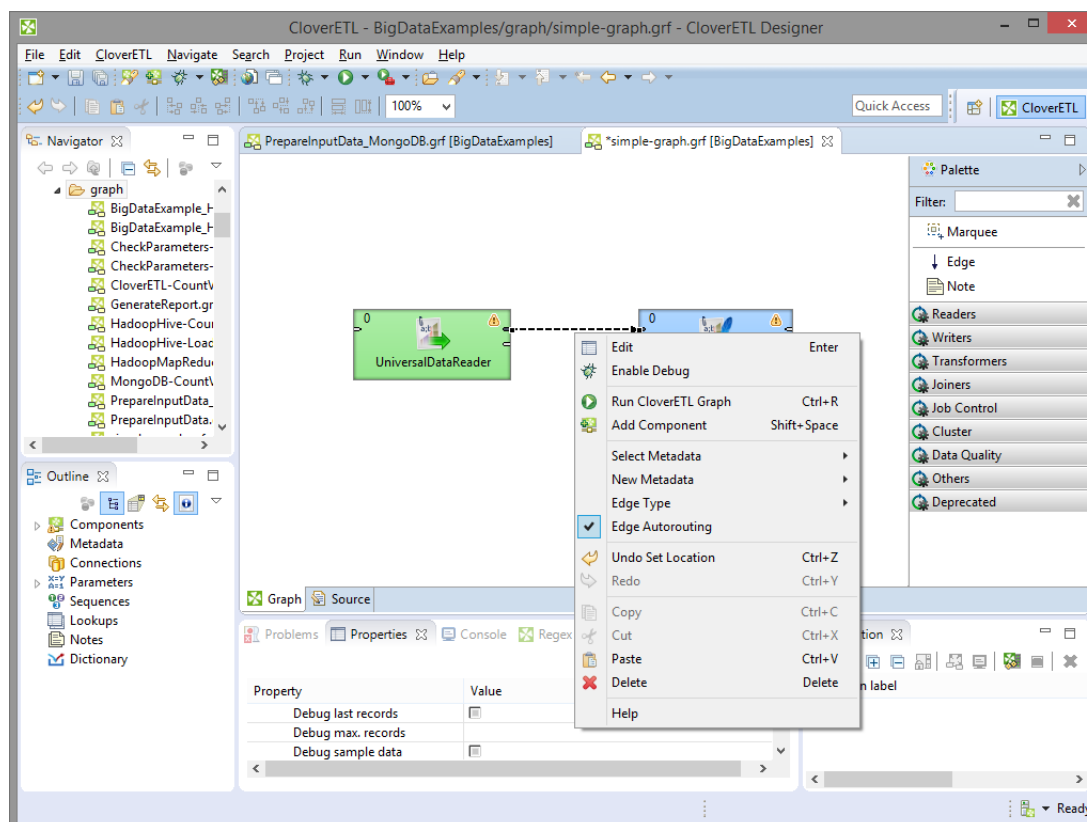 CloverETL - BigDataExamples/graph/simple-graph.grf - CloverETL Designer
File Edit CloverETL Navigate Search Project Run Window Help
100%
Quick Access
CloverETL
Navigator
graph
BigDataExample_H
BigDataExample_H
CheckParameters-
CheckParameters-
CloverETL-CountV
GenerateReport.gr
HadoopHive-Cour
HadoopHive-Load
HadoopMapReduc
MongoDB-CountV
PrepareInputData_
PrepareInputData.
Outline
Components
Metadata
Connections
Parameters
Sequences
Lookups
Notes
Dictionary
PrepareInputData_MongoDB.grf [BigDataExamples]
*simple-graph.grf [BigDataExamples]
0
UniversalDataReader
0
Edit Enter
Enable Debug
Run CloverETL Graph Ctrl+R
Add Component Shift+Space
Select Metadata
New Metadata
Edge Type
Edge Autorouting
Undo Set Location Ctrl+Z
Redo Ctrl+Y
Copy Ctrl+C
Cut Ctrl+X
Paste Ctrl+V
Delete Delete
Help
Palette
Filter:
Marquee
Edge
Note
Readers
Writers
Transformers
Joiners
Job Control
Cluster
Data Quality
Others
Deprecated
Graph Source
Problems Properties Console Regex
Property Value
Debug last records
Debug max. records
Debug sample data
tion
n label
Ready